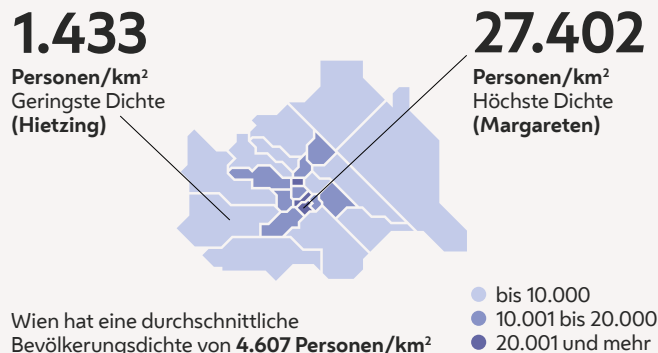 1.433
Personen/km²
Geringste Dichte
(Hietzing)
27.402
Personen/km²
Höchste Dichte
(Margareten)
Wien hat eine durchschnittliche
Bevölkerungsdichte von 4.607 Personen/km²
bis 10.000
10.001 bis 20.000
20.001 und mehr